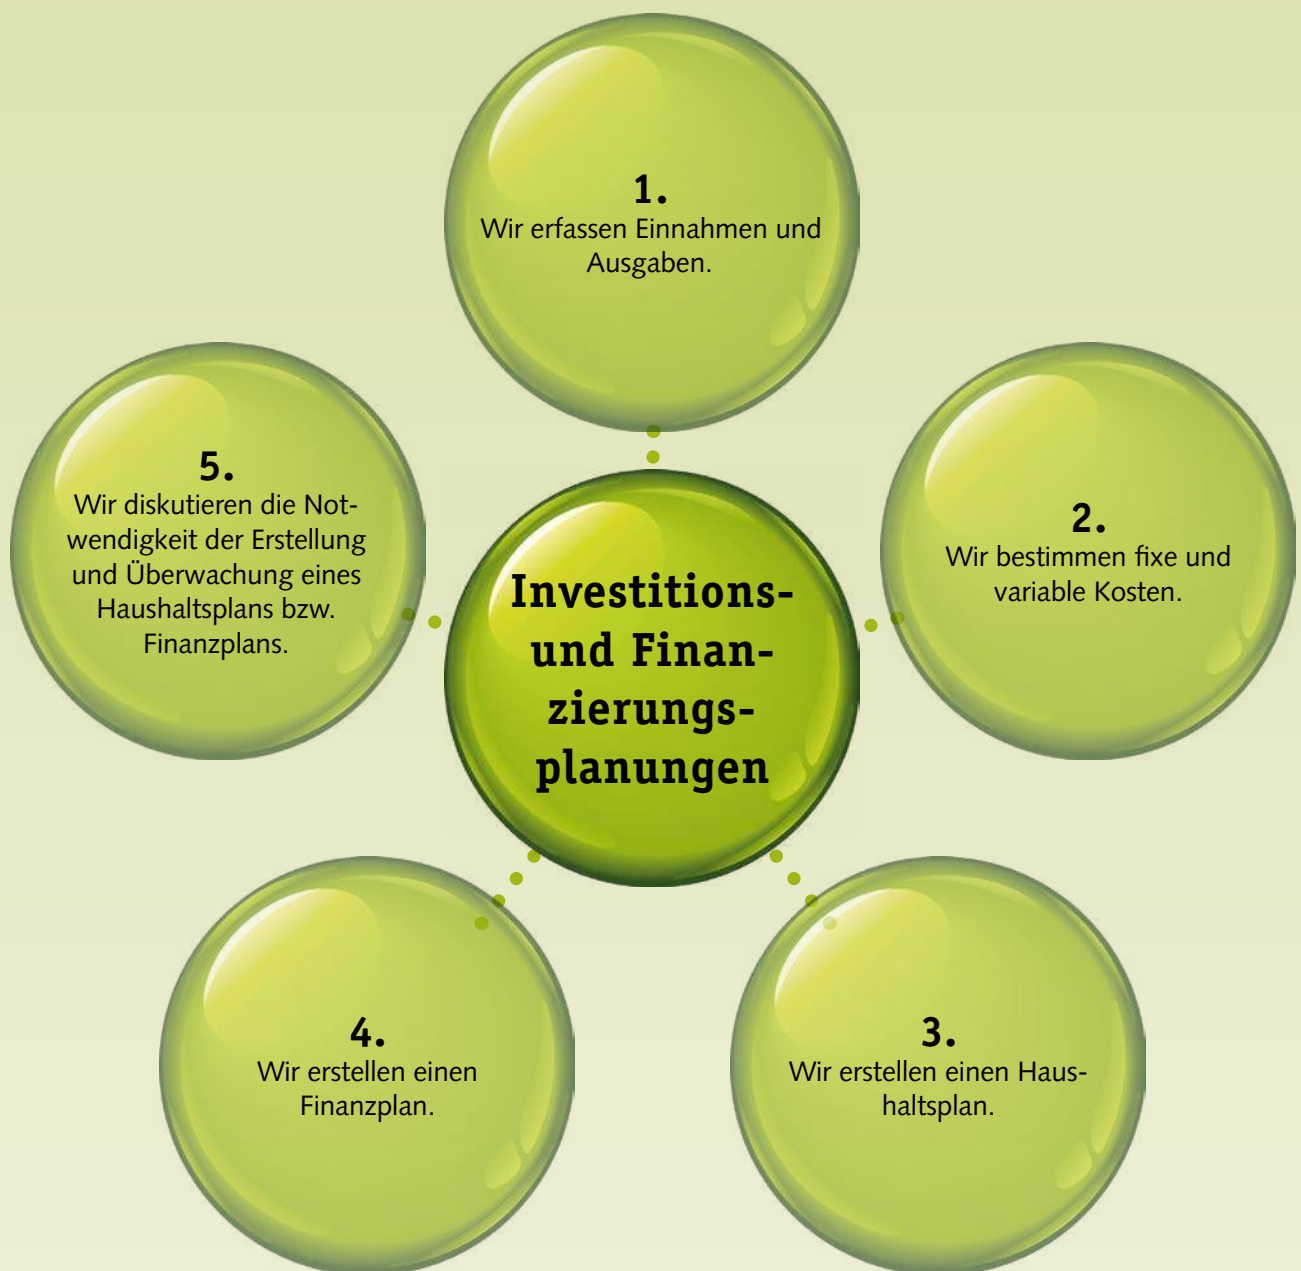 1.
Wir erfassen Einnahmen und
Ausgaben.
5.
Wir diskutieren die Not-
wendigkeit der Erstellung
und Überwachung eines
Haushaltsplans bzw.
Finanzplans.
Investitions-
und Finan-
zierungs-
planungen
2.
Wir bestimmen fixe und
variable Kosten.
4.
Wir erstellen einen
Finanzplan.
3.
Wir erstellen einen Haus-
haltsplan.